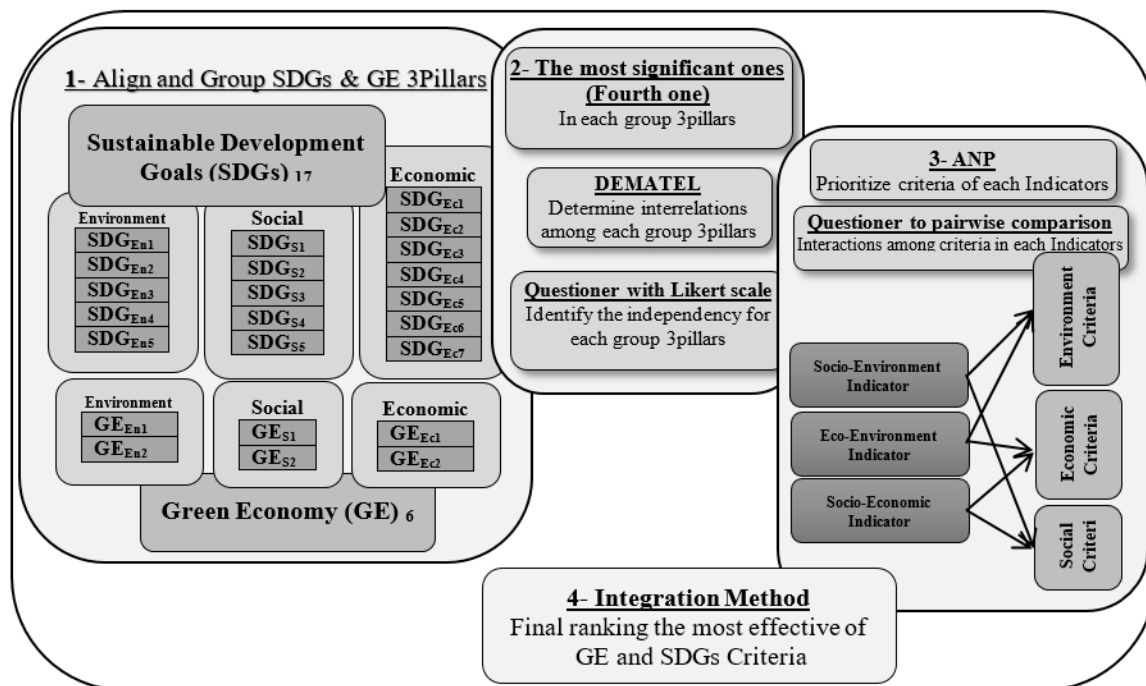 1- Align and Group SDGs & GE 3Pillars
Sustainable Development
Goals (SDGs) 17
Environment
SDGEn1
SDGEn2
SDGEn3
SDGEn4
SDGEn5
Social
SDGS1
SDGS2
SDGS3
SDGS4
SDGS5
Economic
SDGEc1
SDGEc2
SDGEc3
SDGEc4
SDGEc5
SDGEc6
SDGEc7
Environment
GEEn1
GEEn2
Social
GES1
GES2
Economic
GEEc1
GEEc2
Green Economy (GE) 6
2- The most significant ones
(Fourth one)
In each group 3pillars
DEMATEL
Determine interrelations
among each group 3pillars
Questioner with Likert scale
Identify the independency for
each group 3pillars
3- ANP
Prioritize criteria of each Indicators
Questioner to pairwise comparison
Interactions among criteria in each Indicators
Socio-Environment
Indicator
Eco-Environment
Indicator
Socio-Economic
Indicator
Environment
Criteria
Economic
Criteria
Social
Criteri
4- Integration Method
Final ranking the most effective of
GE and SDGs Criteria